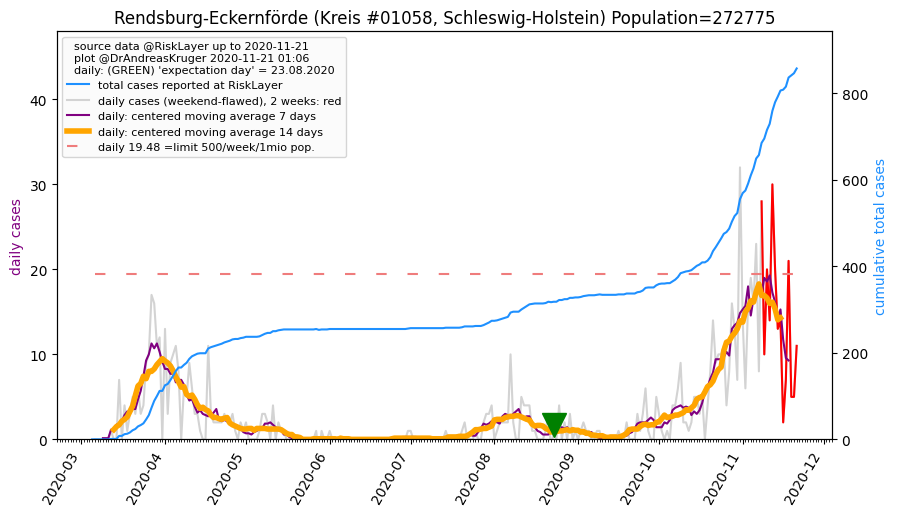 Rendsburg-Eckernförde (Kreis #01058, Schleswig-Holstein) Population=272775
source data @RiskLayer up to 2020-11-21
plot @DrAndreasKruger 2020-11-21 01:06
daily: (GREEN) 'expectation day' = 23.08.2020
total cases reported at RiskLayer
daily cases (weekend-flawed), 2 weeks: red
daily: centered moving average 7 days
daily: centered moving average 14 days
daily 19.48 =limit 500/week/1mio pop.
daily cases
40
30
20
10
0
cumulative total cases
800
600
400
200
0
2020-03
2020-04
2020-05
2020-06
2020-07
2020-08
2020-09
2020-10
2020-11
2020-12